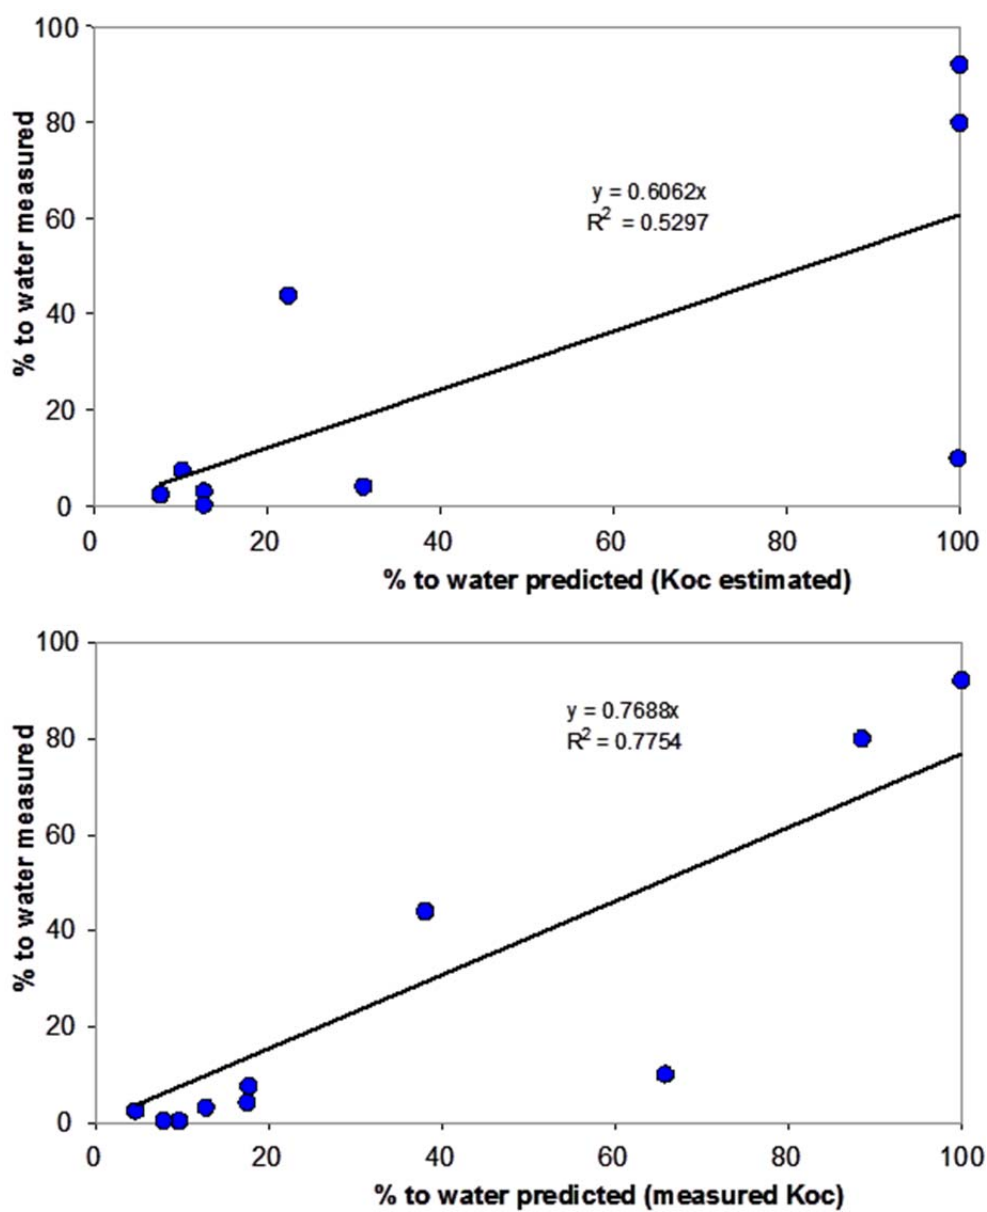 100
80
60
40
20
0
% to water measured
y = 0.6062x
R² = 0.5297
0 20 40 60 80 100
% to water predicted (Koc estimated)
100
80
60
40
20
0
% to water measured
y = 0.7688x
R² = 0.7754
0 20 40 60 80 100
% to water predicted (measured Koc)